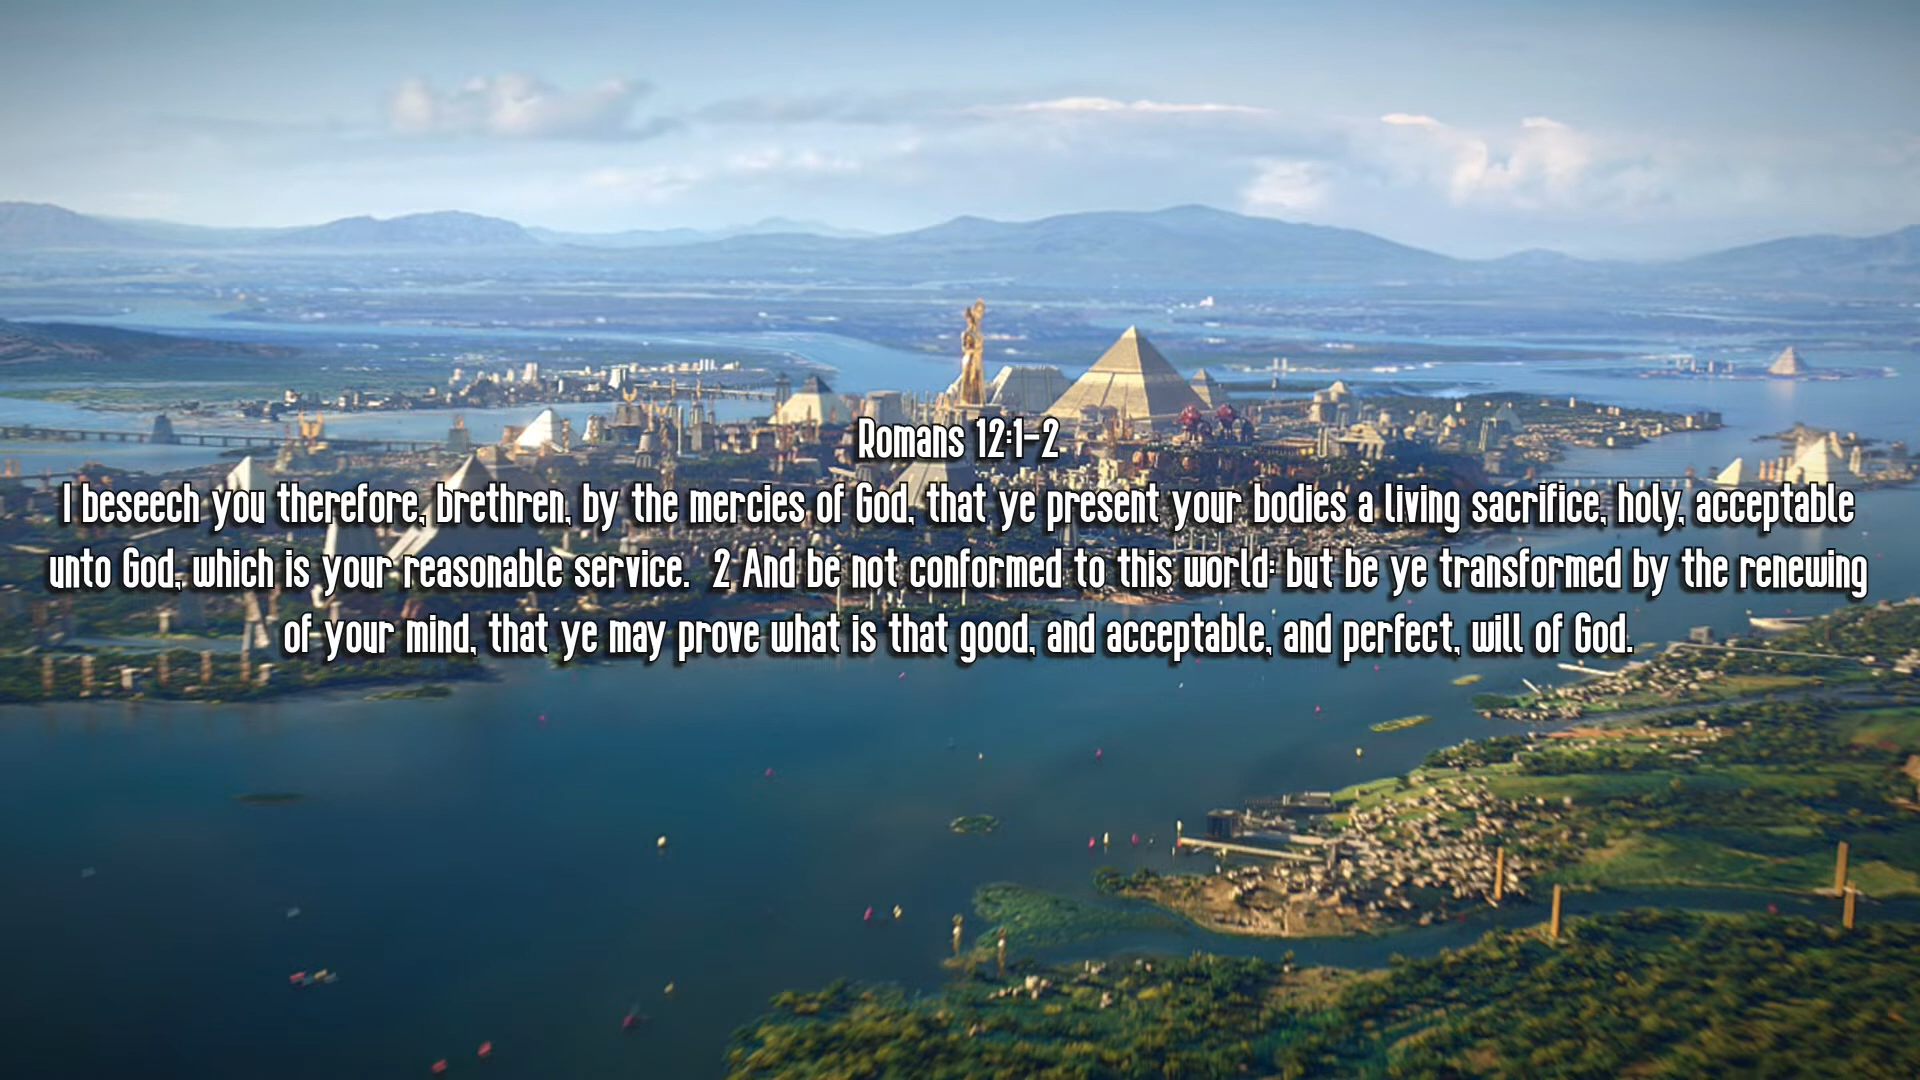 Romans 12:1-2
I beseech you therefore, brethren, by the mercies of God, that ye present your bodies a living sacrifice, holy, acceptable
unto God, which is your reasonable service.  2 And be not conformed to this world: but be ye transformed by the renewing
of your mind, that ye may prove what is that good, and acceptable, and perfect, will of God.